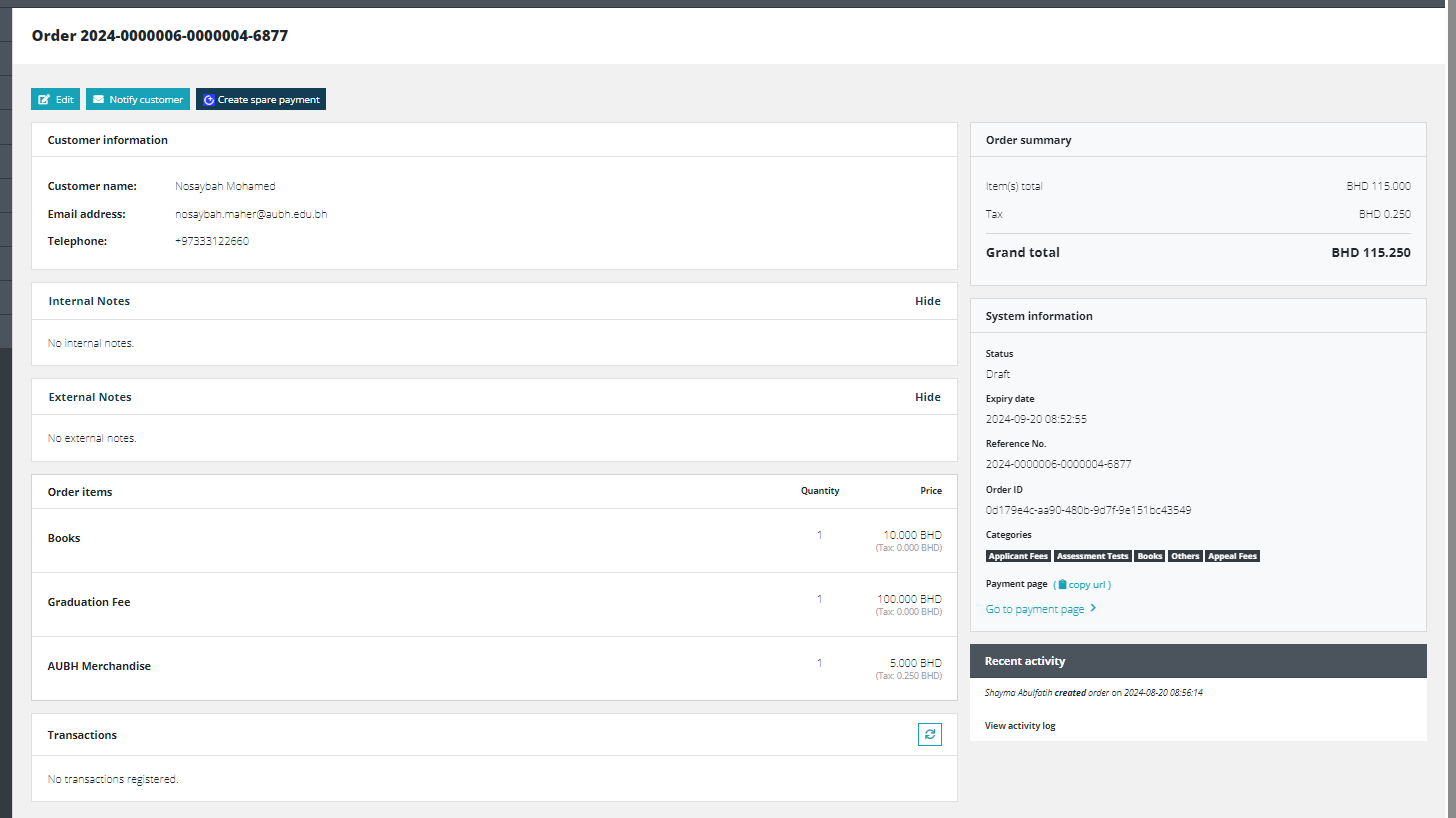 Order 2024-0000006-0000004-6877
Edit Notify customer Create spare payment
Customer information
Customer name: Nosaybah Mohamed
Email address: nosaybah.maher@aubh.edu.bh
Telephone: +97333122660
Internal Notes Hide
No internal notes.
External Notes Hide
No external notes.
Order items Quantity Price
Books 1 10.000 BHD
(Tax: 0.000 BHD)
Graduation Fee 1 100.000 BHD
(Tax: 0.000 BHD)
AUBH Merchandise 1 5.000 BHD
(Tax: 0.250 BHD)
Transactions
No transactions registered.
Order summary
Item(s) total BHD 115.000
Tax BHD 0.250
Grand total BHD 115.250
System information
Status
Draft
Expiry date
2024-09-20 08:52:55
Reference No.
2024-0000006-0000004-6877
Order ID
0d179e4c-aa90-480b-9d7f-9e151bc43549
Categories
Applicant Fees Assessment Tests Books Others Appeal Fees
Payment page ( copy url )
Go to payment page
Recent activity
Shayma Abulfatih created order on 2024-08-20 08:56:14
View activity log